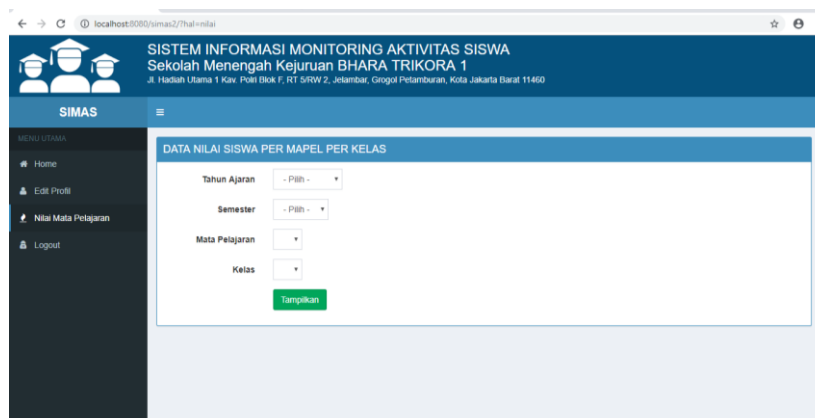 localhost:8080/simas2/?hal=nilai
SISTEM INFORMASI MONITORING AKTIVITAS SISWA
Sekolah Menengah Kejuruan BHARA TRIKORA 1
Jl. Hadiah Utama 1 Kav. Polri Blok F, RT 5/RW 2, Jelambar, Grogol Petamburan, Kota Jakarta Barat 11460
SIMAS
MENU UTAMA
Home
Edit Profil
Nilai Mata Pelajaran
Logout
DATA NILAI SISWA PER MAPEL PER KELAS
Tahun Ajaran - Pilih -
Semester - Pilih -
Mata Pelajaran
Kelas
Tampilkan